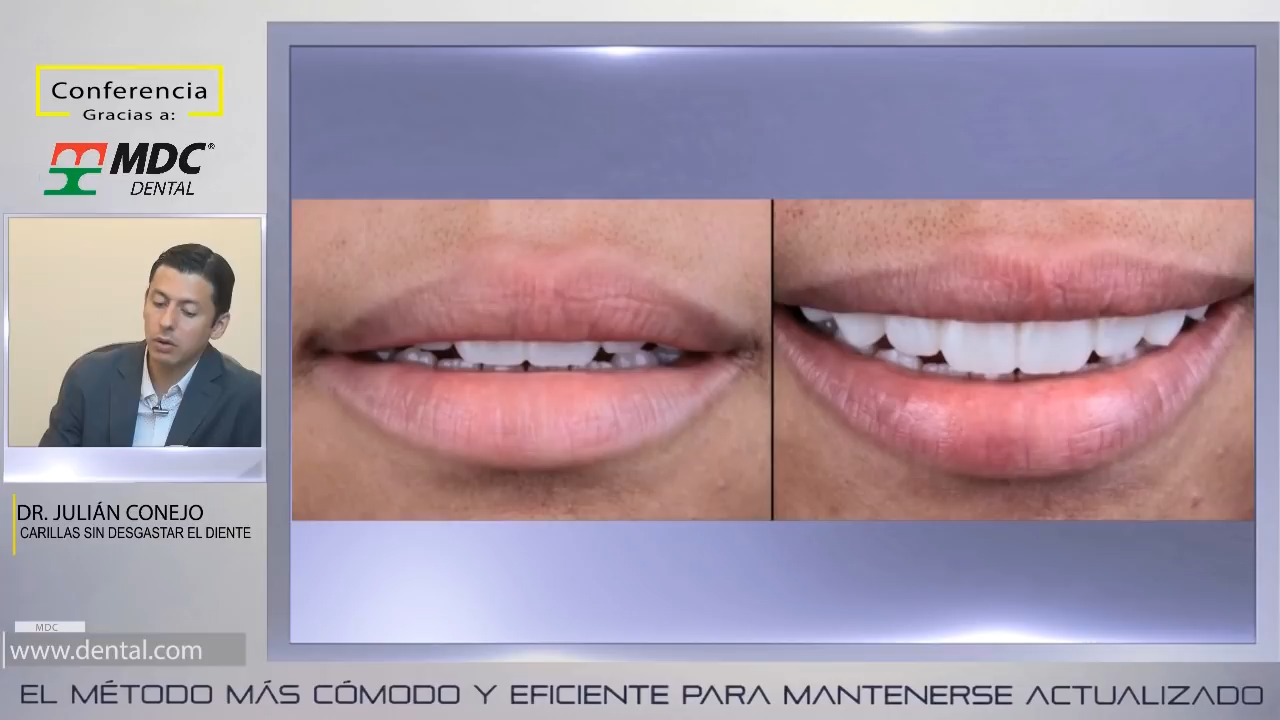 Conferencia
Gracias a:
MDC®
DENTAL
DR. JULIÁN CONEJO
CARILLAS SIN DESGASTAR EL DIENTE
MDC
www.dental.com
EL MÉTODO MÁS CÓMODO Y EFICIENTE PARA MANTENERSE ACTUALIZADO